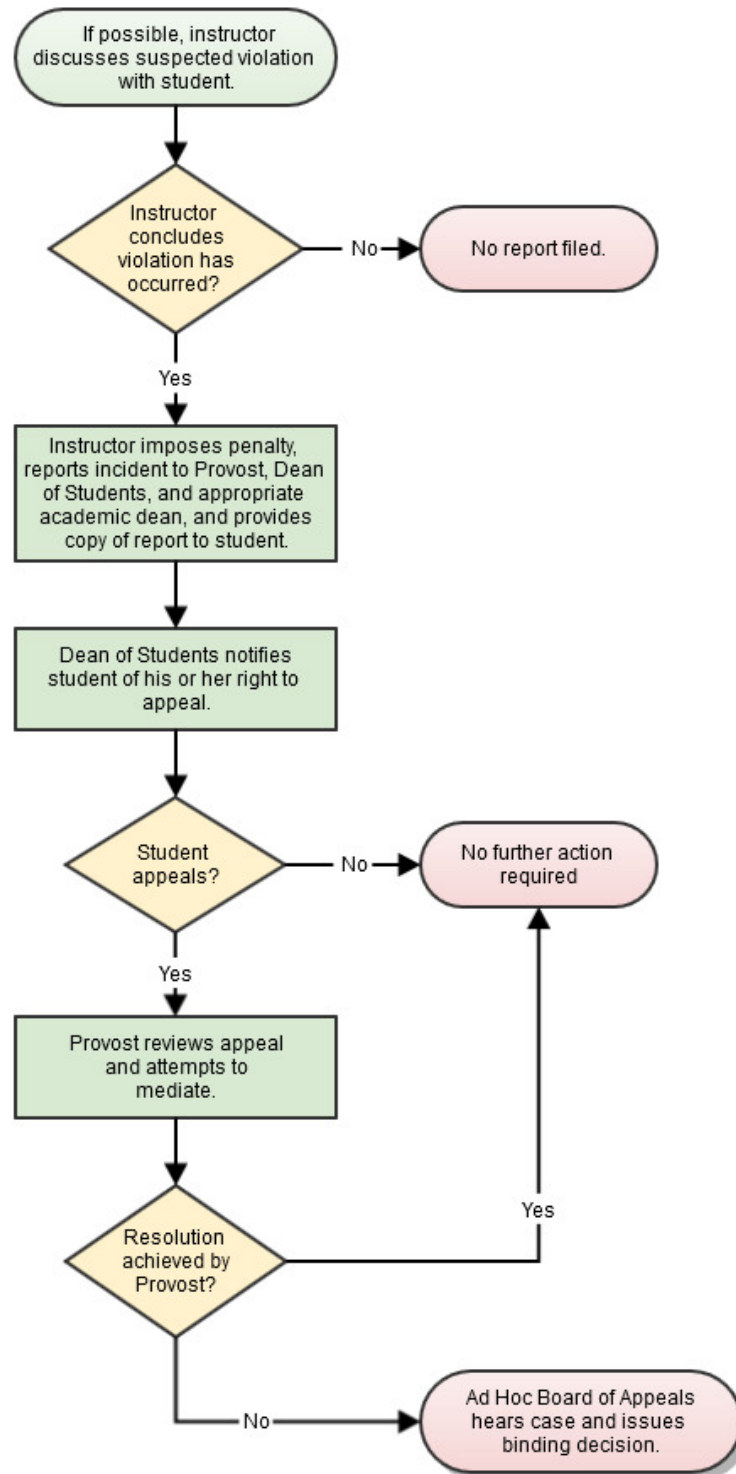 If possible, instructor
discusses suspected violation
with student.
Instructor
concludes
violation has
occurred?
No
No report filed.
Yes
Instructor imposes penalty,
reports incident to Provost, Dean
of Students, and appropriate
academic dean, and provides
copy of report to student.
Dean of Students notifies
student of his or her right to
appeal.
Student
appeals?
No
No further action
required
Yes
Provost reviews appeal
and attempts to
mediate.
Resolution
achieved by
Provost?
Yes
No
Ad Hoc Board of Appeals
hears case and issues
binding decision.